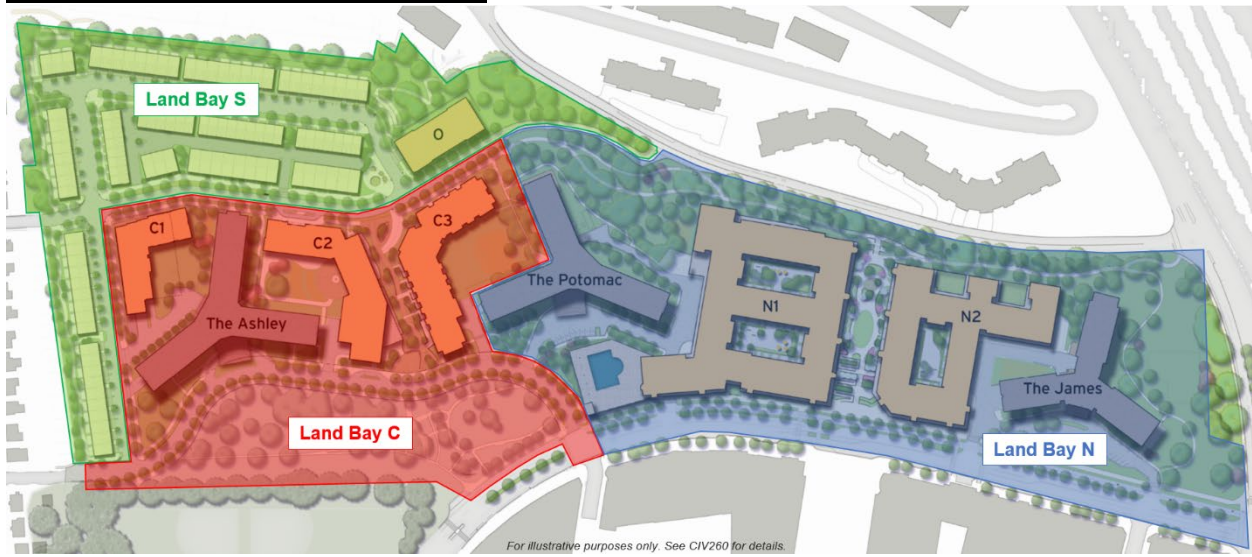 Land Bay S
O
C1
C2
C3
The Ashley
The Potomac
N1
N2
The James
Land Bay C
Land Bay N
For illustrative purposes only. See CIV260 for details.